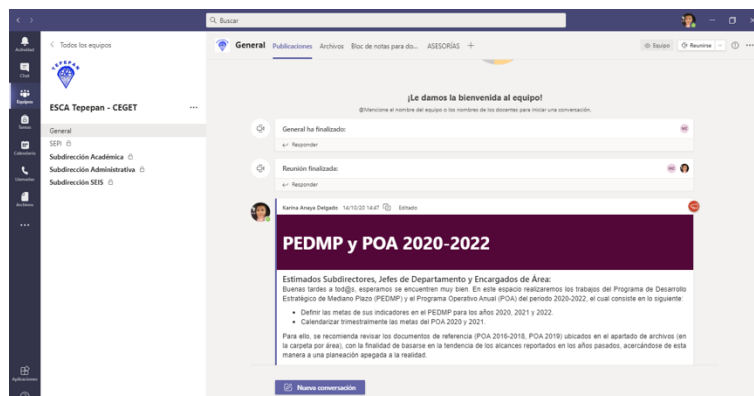 Buscar
Actividad
Chat
Equipos
Tareas
Calendario
Llamadas
Archivos
Aplicaciones
Todos los equipos
TEPEPAN
ESCA Tepepan - CEGET
General
SEPI
Subdirección Académica
Subdirección Administrativa
Subdirección SEIS
General Publicaciones Archivos Bloc de notas para do... ASESORÍAS +
Equipo Reunirse
¡Le damos la bienvenida al equipo!
@Mencione el nombre del equipo o los nombres de los docentes para iniciar una conversación.
General ha finalizado:
Responder
Reunión finalizada:
Responder
Karina Anaya Delgado 14/10/20 14:47 Editado
PEDMP y POA 2020-2022
Estimados Subdirectores, Jefes de Departamento y Encargados de Área:
Buenas tardes a tod@s, esperamos se encuentren muy bien. En este espacio realizaremos los trabajos del Programa de Desarrollo
Estratégico de Mediano Plazo (PEDMP) y el Programa Operativo Anual (POA) del periodo 2020-2022, el cual consiste en lo siguiente:
• Definir las metas de sus indicadores en el PEDMP para los años 2020, 2021 y 2022.
• Calendarizar trimestralmente las metas del POA 2020 y 2021.
Para ello, se recomienda revisar los documentos de referencia (POA 2016-2018, POA 2019) ubicados en el apartado de archivos (en
la carpeta por área), con la finalidad de basarse en la tendencia de los alcances reportados en los años pasados, acercándose de esta
manera a una planeación apegada a la realidad.
Nueva conversación